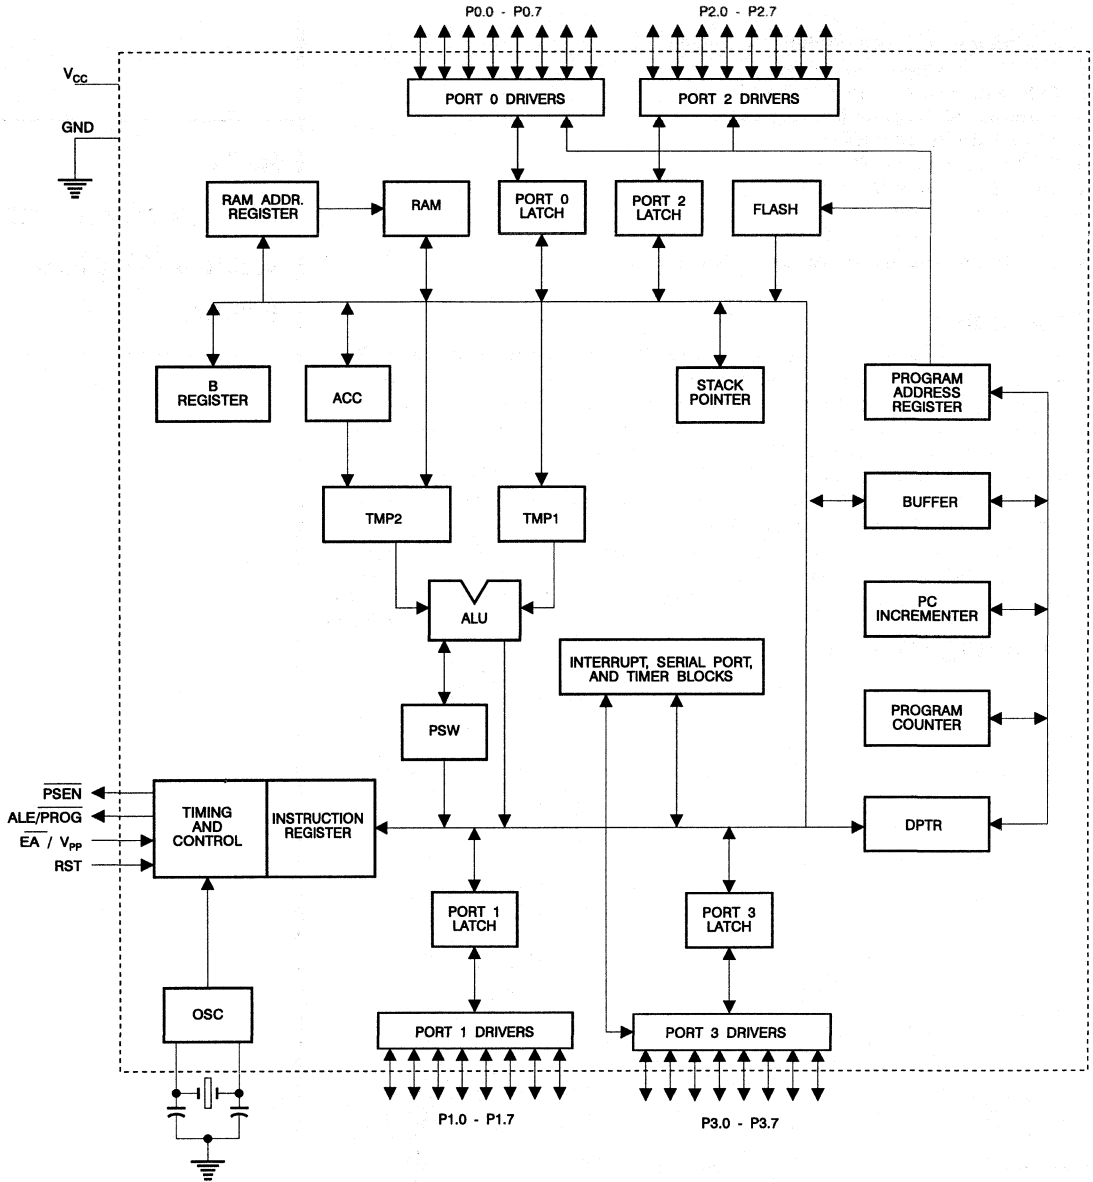 P0.0 - P0.7
P2.0 - P2.7
VCC
GND
PORT 0 DRIVERS
PORT 2 DRIVERS
RAM ADDR.
REGISTER
RAM
PORT 0
LATCH
PORT 2
LATCH
FLASH
B
REGISTER
ACC
STACK
POINTER
PROGRAM
ADDRESS
REGISTER
TMP2
TMP1
BUFFER
ALU
PC
INCREMENTER
INTERRUPT, SERIAL PORT,
AND TIMER BLOCKS
PSW
PROGRAM
COUNTER
PSEN
ALE/PROG
EA / VPP
RST
TIMING
AND
CONTROL
INSTRUCTION
REGISTER
DPTR
PORT 1
LATCH
PORT 3
LATCH
OSC
PORT 1 DRIVERS
PORT 3 DRIVERS
P1.0 - P1.7
P3.0 - P3.7